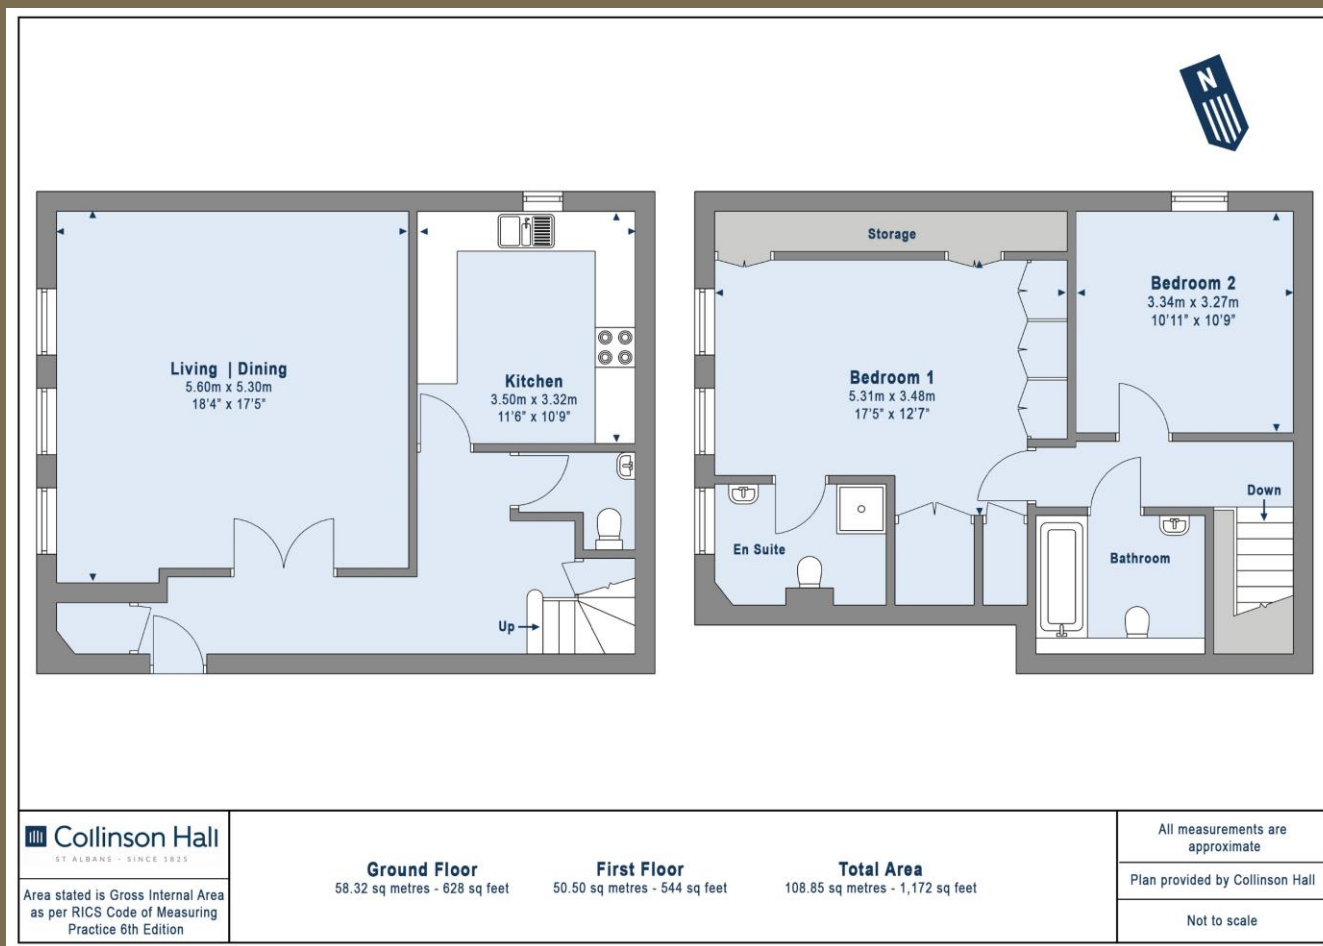 N
Storage
Bedroom 2
3.34m x 3.27m
10'11" x 10'9"
Living | Dining
5.60m x 5.30m
18'4" x 17'5"
Kitchen
3.50m x 3.32m
11'6" x 10'9"
Bedroom 1
5.31m x 3.48m
17'5" x 12'7"
Down
En Suite
Bathroom
Up
Collinson Hall
ST ALBANS - SINCE 1825
Area stated is Gross Internal Area
as per RICS Code of Measuring
Practice 6th Edition
Ground Floor
58.32 sq metres - 628 sq feet
First Floor
50.50 sq metres - 544 sq feet
Total Area
108.85 sq metres - 1,172 sq feet
All measurements are
approximate
Plan provided by Collinson Hall
Not to scale